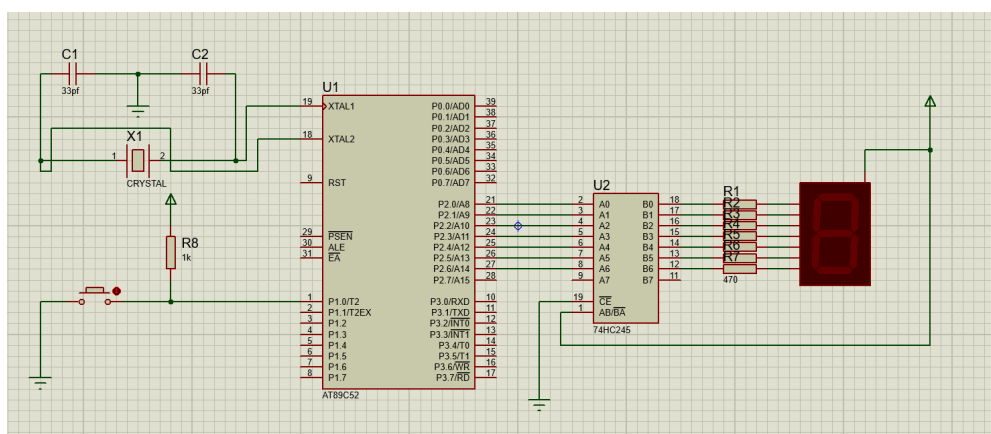 C1
33pf
C2
33pf
X1
1
2
CRYSTAL
R8
1k
U1
19 XTAL1
18 XTAL2
9 RST
29 PSEN
30 ALE
31 EA
1 P1.0/T2
2 P1.1/T2EX
3 P1.2
4 P1.3
5 P1.4
6 P1.5
7 P1.6
8 P1.7
P0.0/AD0 39
P0.1/AD1 38
P0.2/AD2 37
P0.3/AD3 36
P0.4/AD4 35
P0.5/AD5 34
P0.6/AD6 33
P0.7/AD7 32
P2.0/A8 21
P2.1/A9 22
P2.2/A10 23
P2.3/A11 24
P2.4/A12 25
P2.5/A13 26
P2.6/A14 27
P2.7/A15 28
P3.0/RXD 10
P3.1/TXD 11
P3.2/INT0 12
P3.3/INT1 13
P3.4/T0 14
P3.5/T1 15
P3.6/WR 16
P3.7/RD 17
AT89C52
U2
2 A0 B0 18
3 A1 B1 17
4 A2 B2 16
5 A3 B3 15
6 A4 B4 14
7 A5 B5 13
8 A6 B6 12
9 A7 B7 11
19 CE
1 AB/BA
74HC245
R1
R2
R3
R4
R5
R6
R7
470